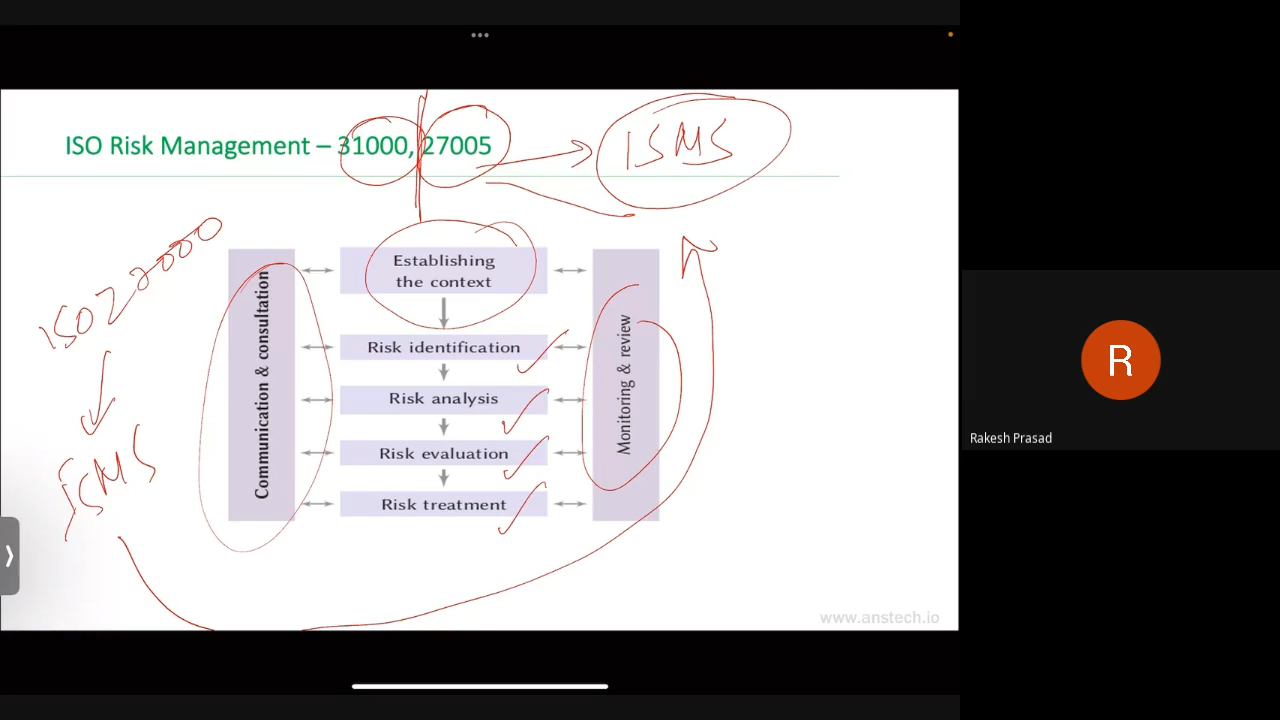 ISO Risk Management – 31000, 27005
ISMS
ISO 22000
ISMS
Establishing
the context
Communication & consultation
Risk identification
Risk analysis
Risk evaluation
Risk treatment
Monitoring & review
www.anstech.io
R
Rakesh Prasad